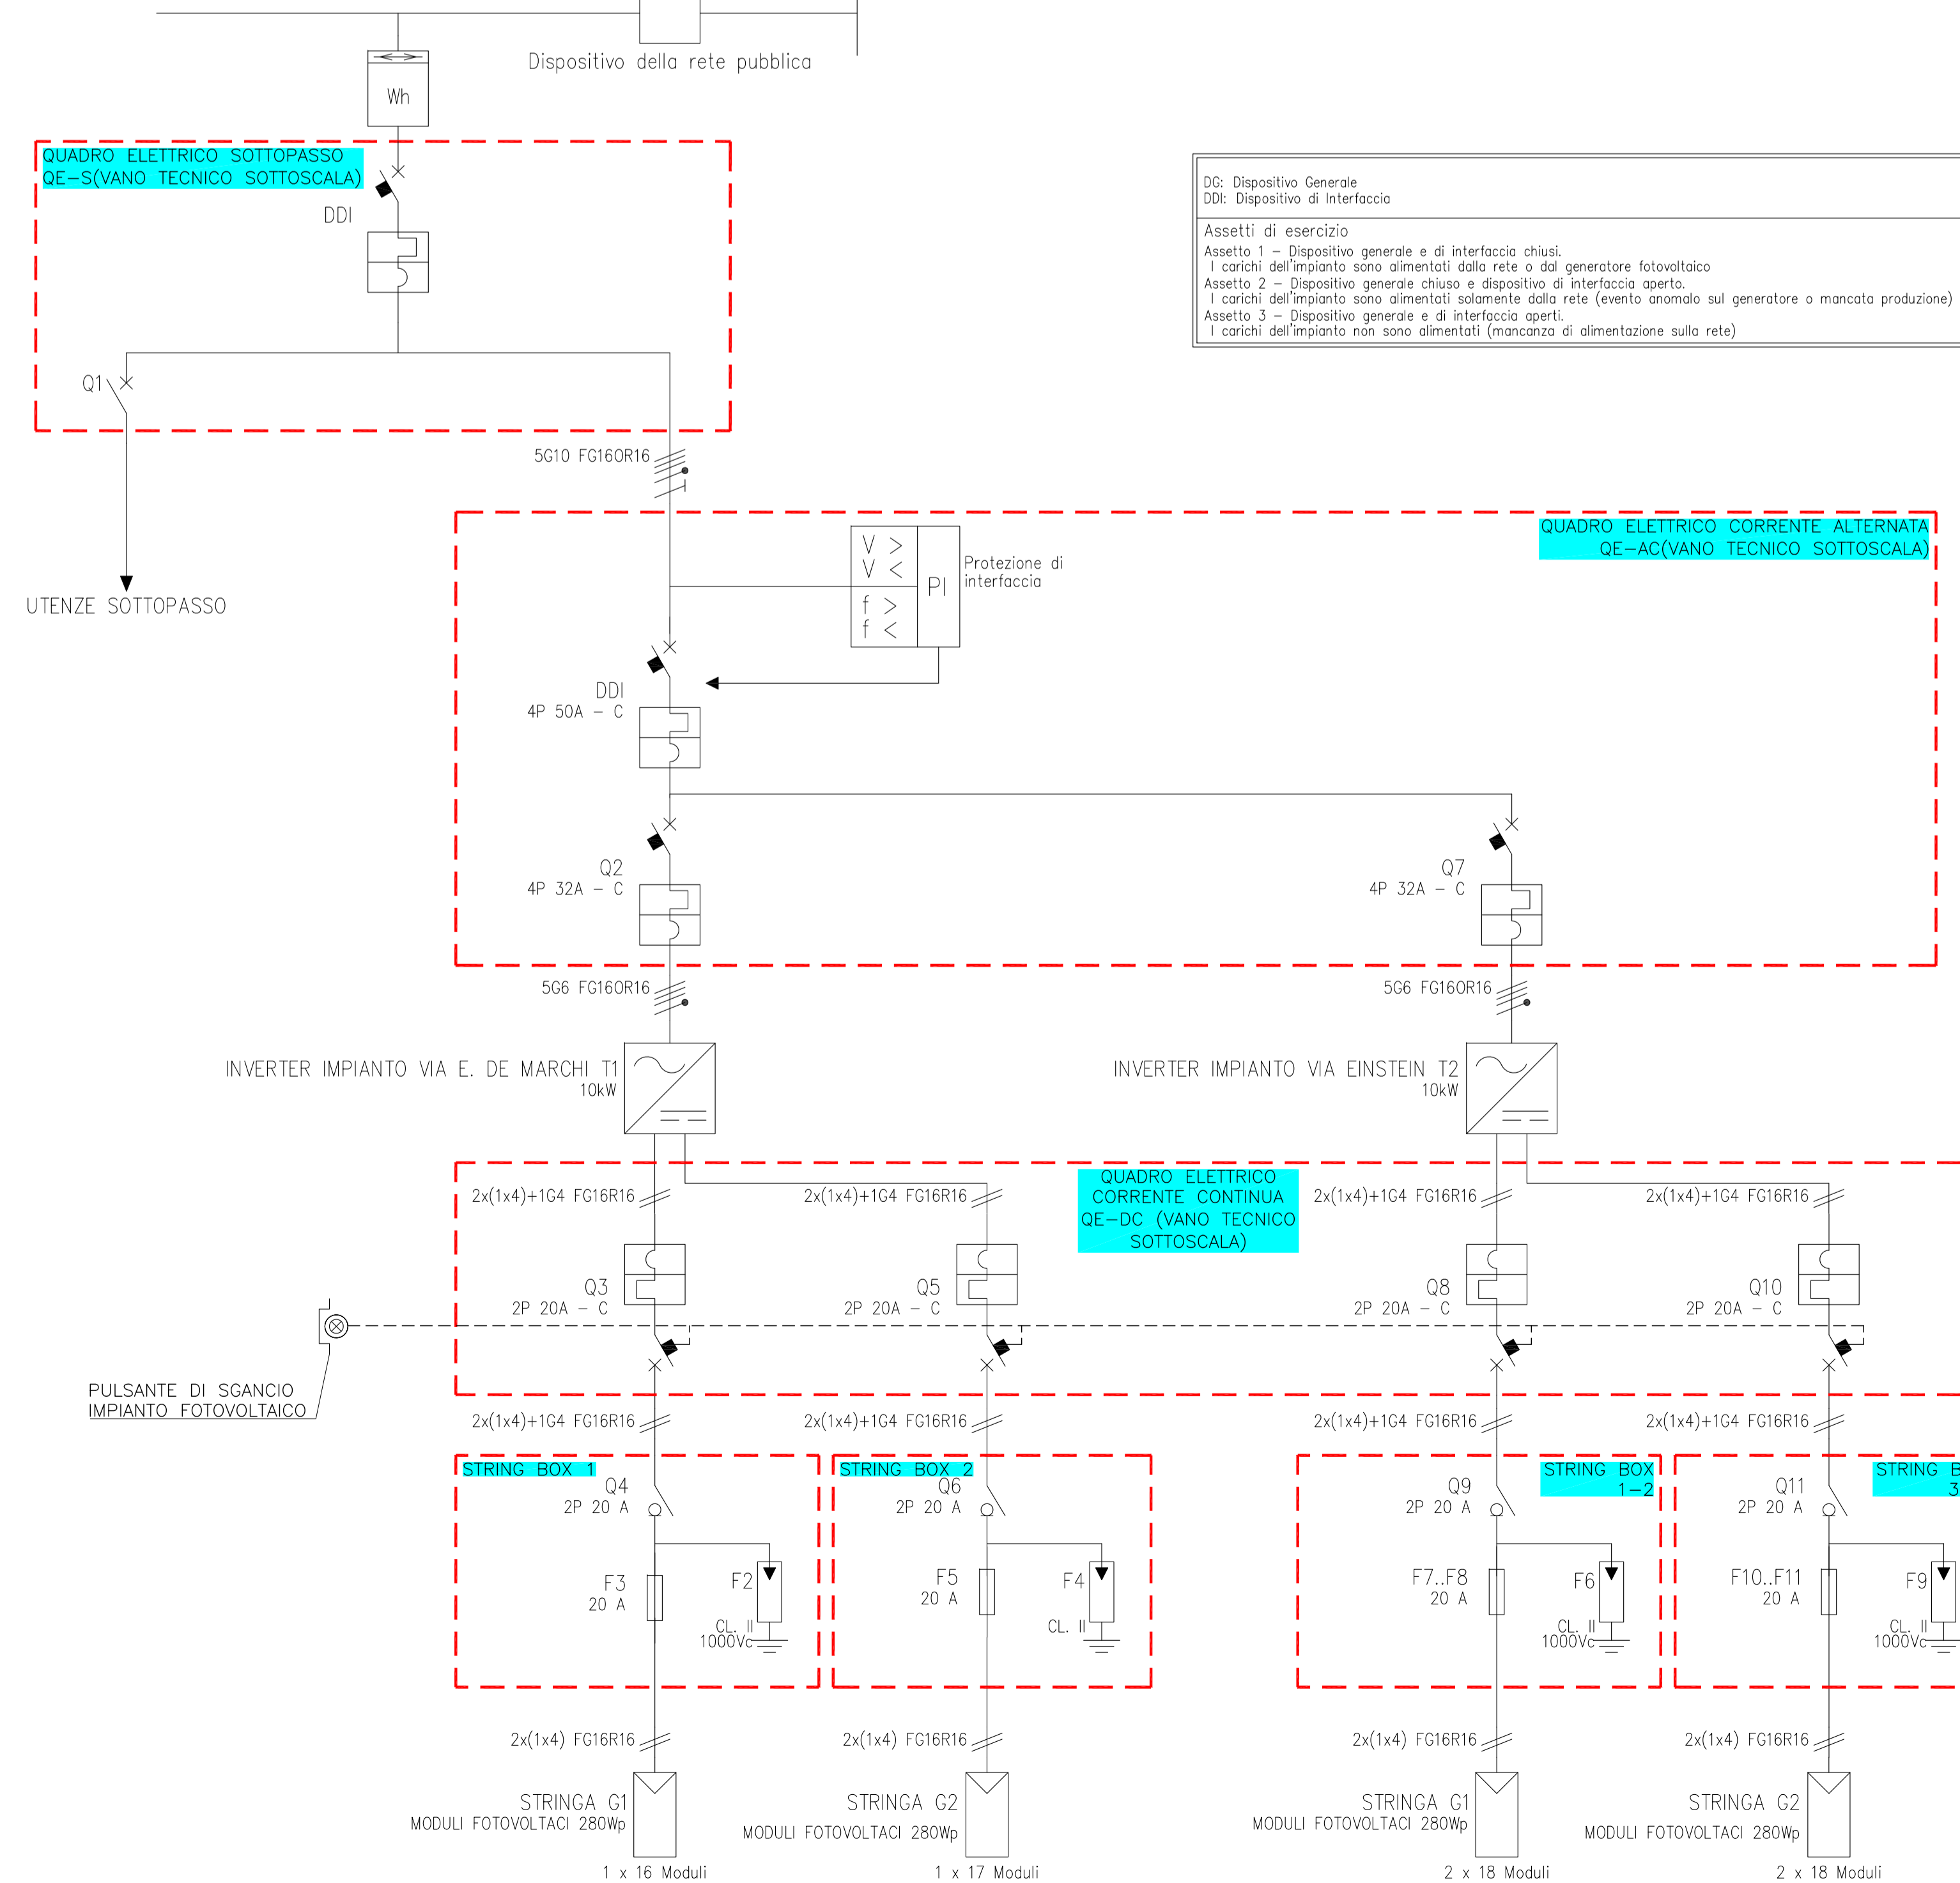 Dispositivo della rete pubblica
Wh
QUADRO ELETTRICO SOTTOPASSO
QE-S(VANO TECNICO SOTTOSCALA)
DDI
DG: Dispositivo Generale
DDI: Dispositivo di Interfaccia
Assetti di esercizio
Assetto 1 - Dispositivo generale e di interfaccia chiusi.
I carichi dell'impianto sono alimentati dalla rete o dal generatore fotovoltaico
Assetto 2 - Dispositivo generale chiuso e dispositivo di interfaccia aperto.
I carichi dell'impianto sono alimentati solamente dalla rete (evento anomalo sul generatore o mancata produzione)
Assetto 3 - Dispositivo generale e di interfaccia aperti.
I carichi dell'impianto non sono alimentati (mancanza di alimentazione sulla rete)
Q1
5G10 FG16OR16
UTENZE SOTTOPASSO
QUADRO ELETTRICO CORRENTE ALTERNATA
QE-AC(VANO TECNICO SOTTOSCALA)
V >
V <
f >
f <
PI
Protezione di
interfaccia
DDI
4P 50A - C
Q2
4P 32A - C
Q7
4P 32A - C
5G6 FG16OR16
5G6 FG16OR16
INVERTER IMPIANTO VIA E. DE MARCHI T1
10kW
INVERTER IMPIANTO VIA EINSTEIN T2
10kW
QUADRO ELETTRICO
CORRENTE CONTINUA
QE-DC (VANO TECNICO
SOTTOSCALA)
2x(1x4)+1G4 FG16R16
2x(1x4)+1G4 FG16R16
2x(1x4)+1G4 FG16R16
2x(1x4)+1G4 FG16R16
Q3
2P 20A - C
Q5
2P 20A - C
Q8
2P 20A - C
Q10
2P 20A - C
PULSANTE DI SGANCIO
IMPIANTO FOTOVOLTAICO
2x(1x4)+1G4 FG16R16
2x(1x4)+1G4 FG16R16
2x(1x4)+1G4 FG16R16
2x(1x4)+1G4 FG16R16
STRING BOX 1
Q4
2P 20 A
F3
20 A
F2
CL. II
1000Vc
STRING BOX 2
Q6
2P 20 A
F5
20 A
F4
CL. II
STRING BOX
1-2
Q9
2P 20 A
F7..F8
20 A
F6
CL. II
1000Vc
STRING
3
Q11
2P 20 A
F10..F11
20 A
F9
CL. II
1000Vc
2x(1x4) FG16R16
2x(1x4) FG16R16
2x(1x4) FG16R16
2x(1x4) FG16R16
STRINGA G1
MODULI FOTOVOLTACI 280Wp
1 x 16 Moduli
STRINGA G2
MODULI FOTOVOLTACI 280Wp
1 x 17 Moduli
STRINGA G1
MODULI FOTOVOLTACI 280Wp
2 x 18 Moduli
STRINGA G2
MODULI FOTOVOLTACI 280Wp
2 x 18 Moduli